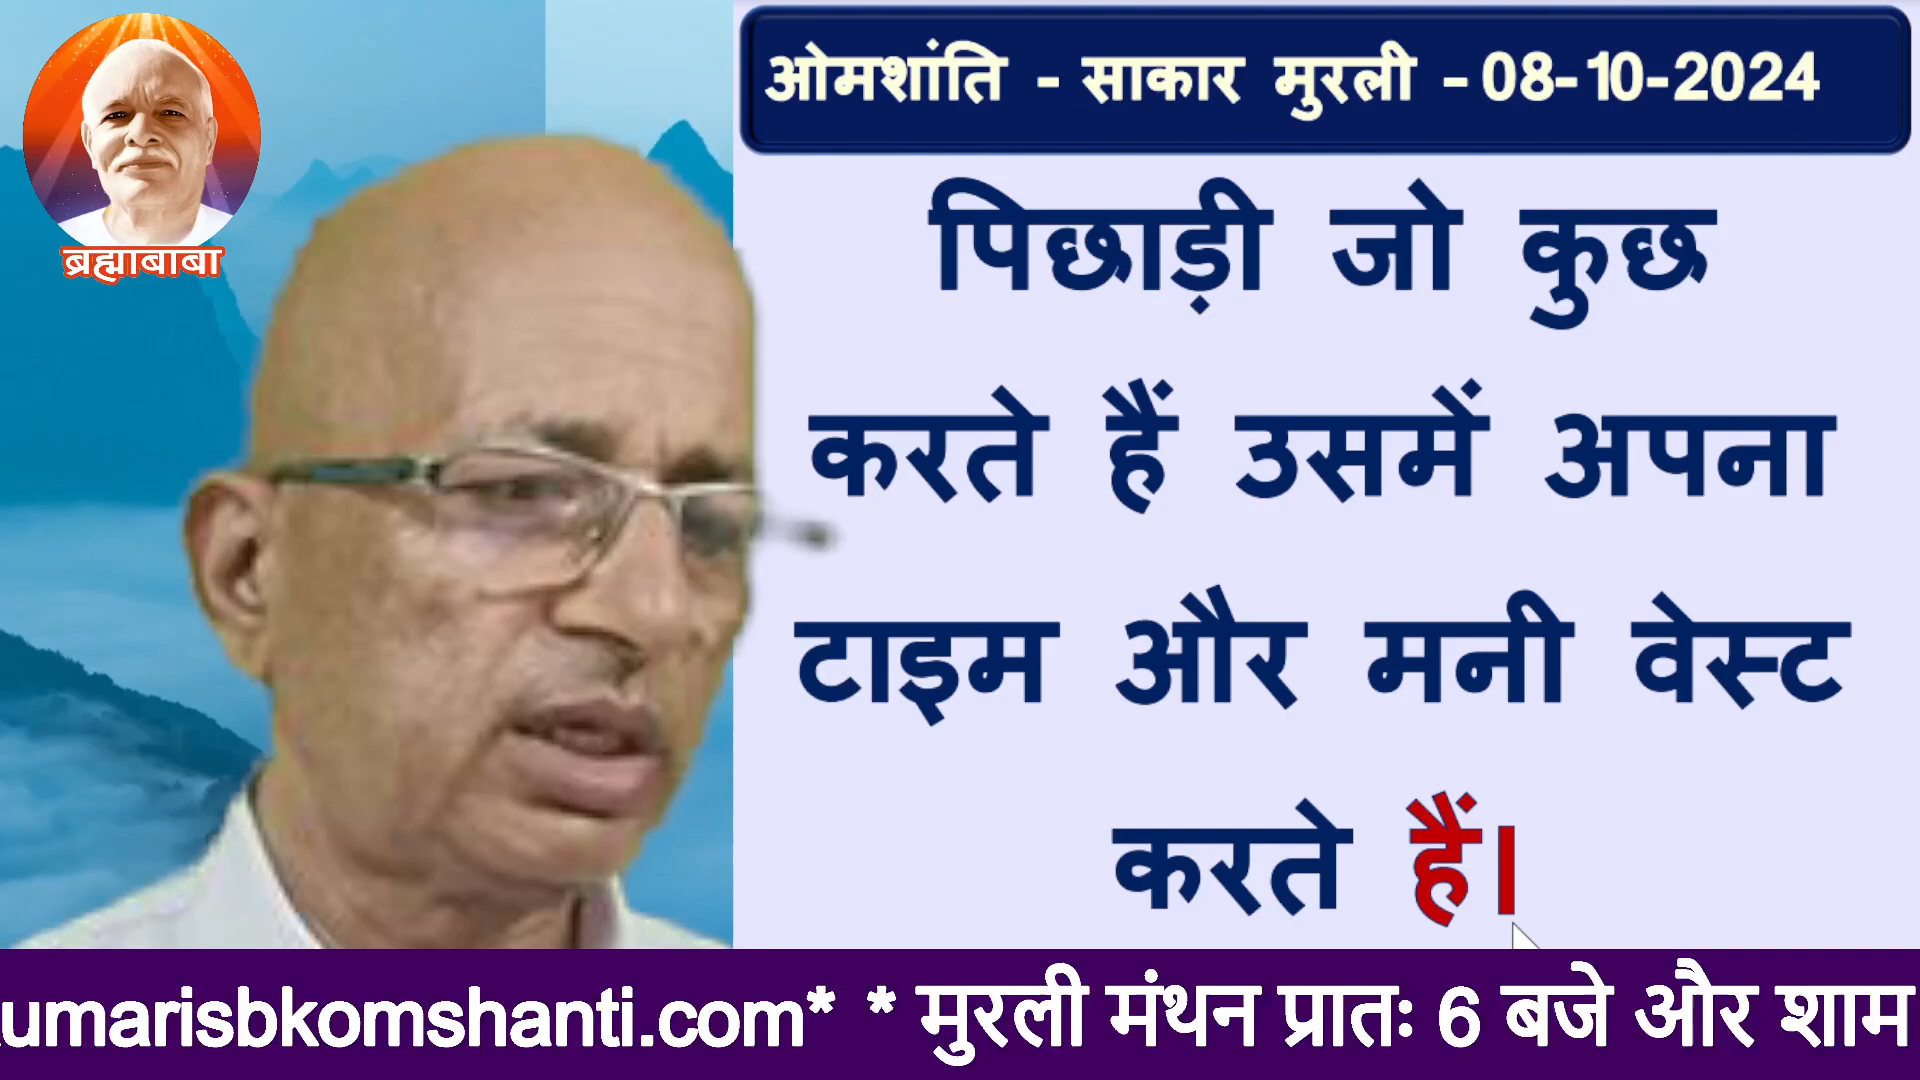 ओमशांति - साकार मुरली - 08-10-2024
ब्रह्माबाबा
पिछाड़ी जो कुछ
करते हैं उसमें अपना
टाइम और मनी वेस्ट
करते हैं।
umarisbkomshanti.com* * मुरली मंथन प्रातः 6 बजे और शाम